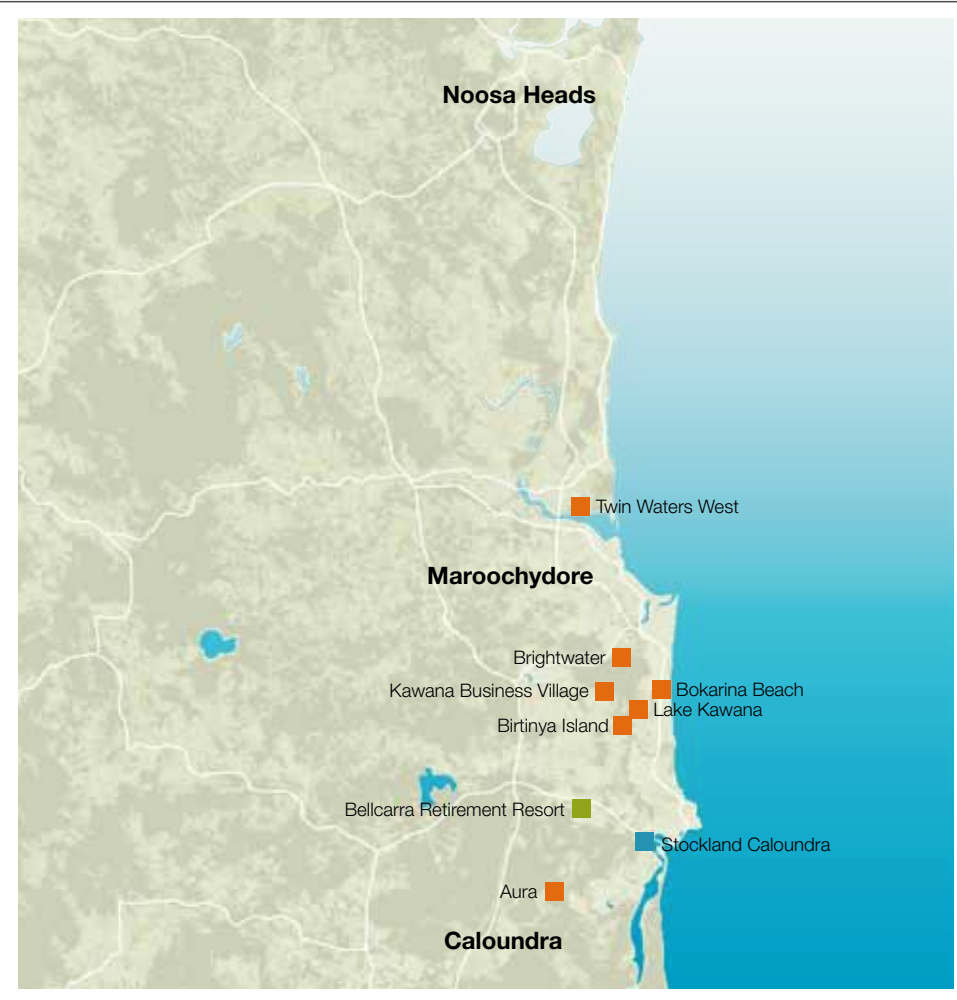 Noosa Heads
Twin Waters West
Maroochydore
Brightwater
Kawana Business Village
Bokarina Beach
Lake Kawana
Birtinya Island
Bellcarra Retirement Resort
Stockland Caloundra
Aura
Caloundra